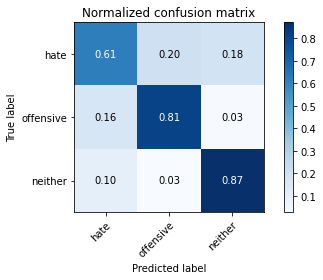 Normalized confusion matrix
True label
hate 0.61 0.20 0.18
offensive 0.16 0.81 0.03
neither 0.10 0.03 0.87
hate offensive neither
Predicted label
0.8
0.7
0.6
0.5
0.4
0.3
0.2
0.1